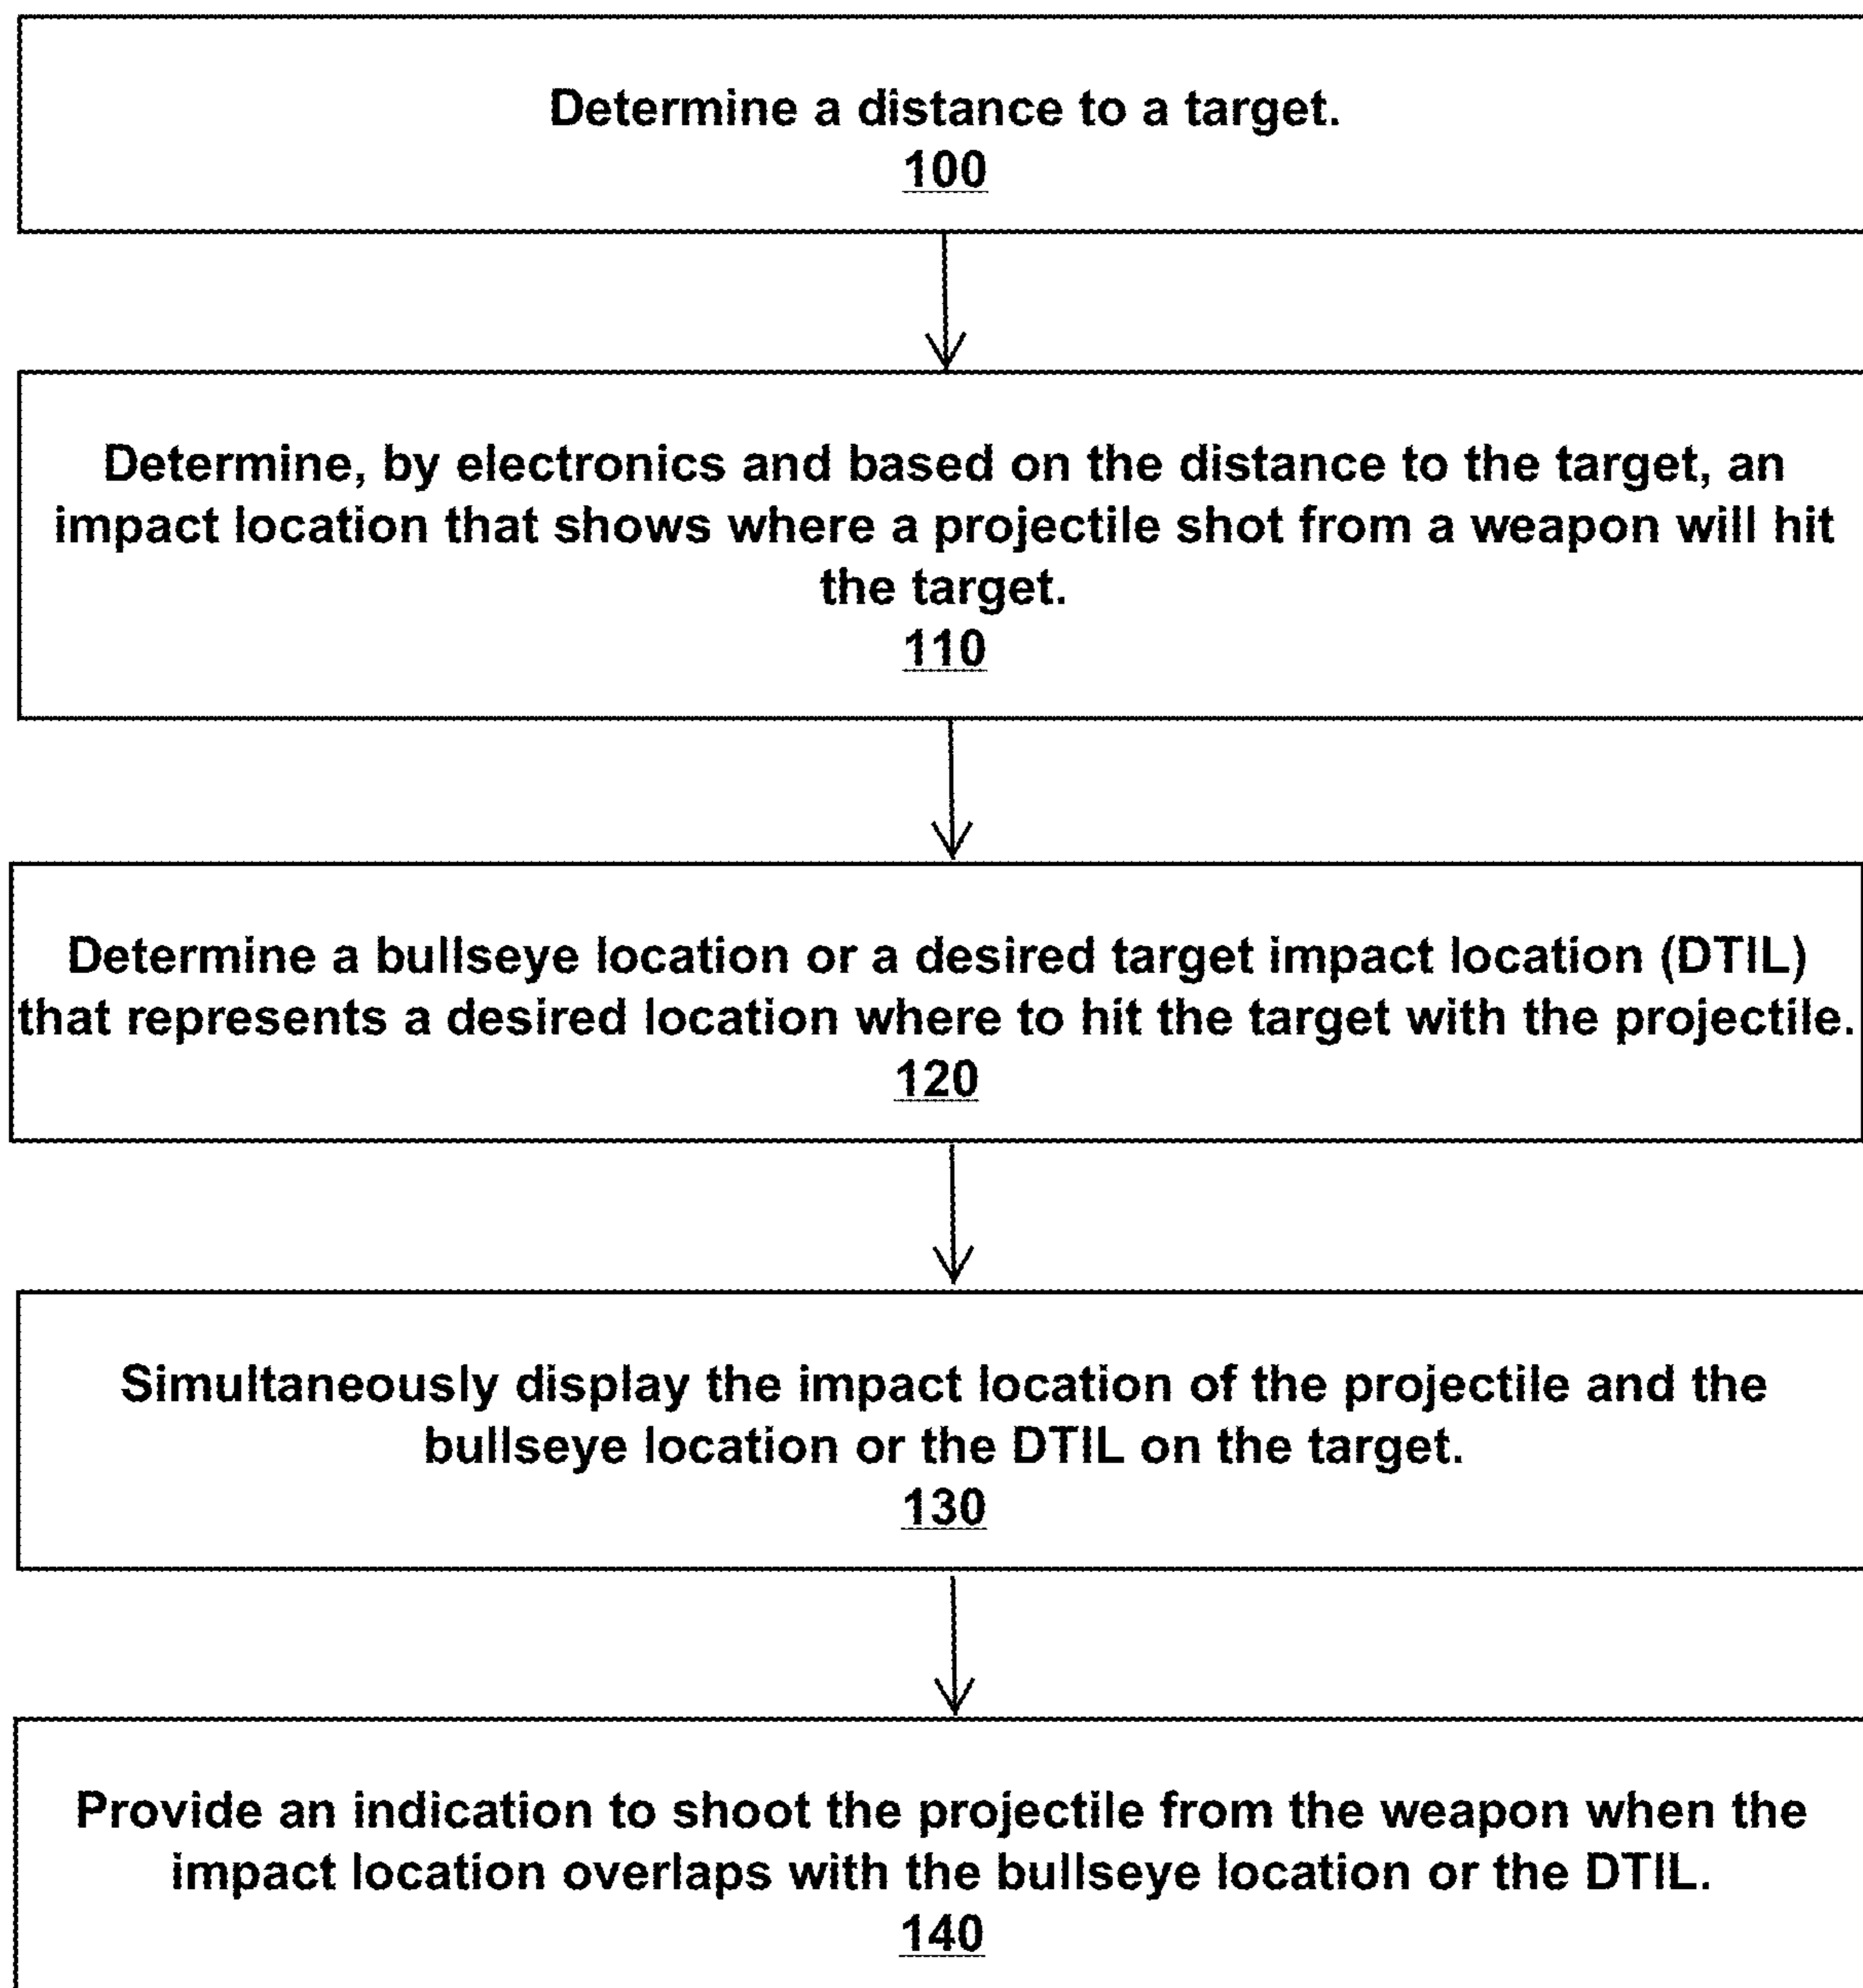 Determine a distance to a target.
100
Determine, by electronics and based on the distance to the target, an
impact location that shows where a projectile shot from a weapon will hit
the target.
110
Determine a bullseye location or a desired target impact location (DTIL)
that represents a desired location where to hit the target with the projectile.
120
Simultaneously display the impact location of the projectile and the
bullseye location or the DTIL on the target.
130
Provide an indication to shoot the projectile from the weapon when the
impact location overlaps with the bullseye location or the DTIL.
140